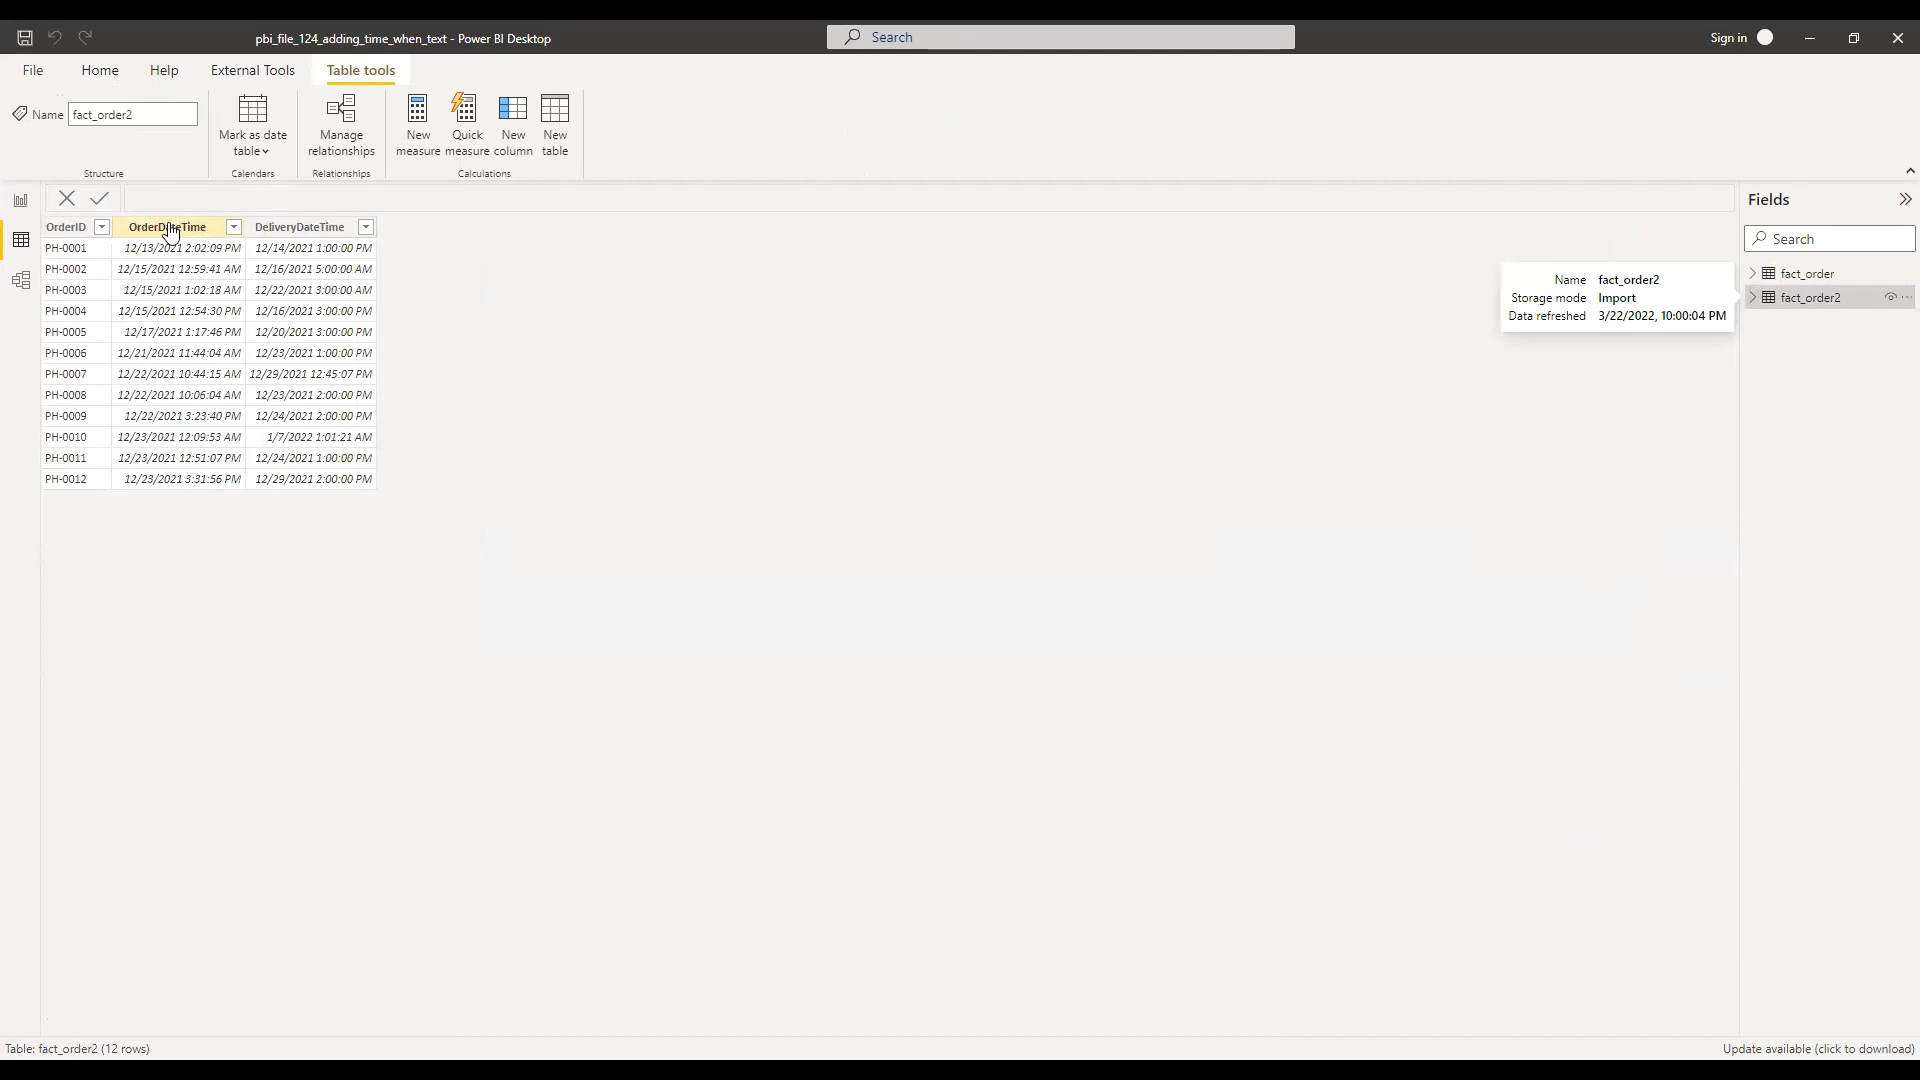 pbi_file_124_adding_time_when_text - Power BI Desktop
Search
Sign in
File Home Help External Tools Table tools
Name fact_order2
Mark as date table
Manage relationships
New measure
Quick measure
New column
New table
Structure Calendars Relationships Calculations
Fields
Search
fact_order
fact_order2
Name fact_order2
Storage mode Import
Data refreshed 3/22/2022, 10:00:04 PM
OrderID OrderDateTime DeliveryDateTime
PH-0001 12/13/2021 2:02:09 PM 12/14/2021 1:00:00 PM
PH-0002 12/15/2021 12:59:41 AM 12/16/2021 5:00:00 AM
PH-0003 12/15/2021 1:02:18 AM 12/22/2021 3:00:00 AM
PH-0004 12/15/2021 12:54:30 PM 12/16/2021 3:00:00 PM
PH-0005 12/17/2021 1:17:46 PM 12/20/2021 3:00:00 PM
PH-0006 12/21/2021 11:44:04 AM 12/23/2021 1:00:00 PM
PH-0007 12/22/2021 10:44:15 AM 12/29/2021 12:45:07 PM
PH-0008 12/22/2021 10:06:04 AM 12/23/2021 2:00:00 PM
PH-0009 12/22/2021 3:23:40 PM 12/24/2021 2:00:00 PM
PH-0010 12/23/2021 12:09:53 AM 1/7/2022 1:01:21 AM
PH-0011 12/23/2021 12:51:07 PM 12/24/2021 1:00:00 PM
PH-0012 12/23/2021 3:31:56 PM 12/29/2021 2:00:00 PM
Table: fact_order2 (12 rows)
Update available (click to download)